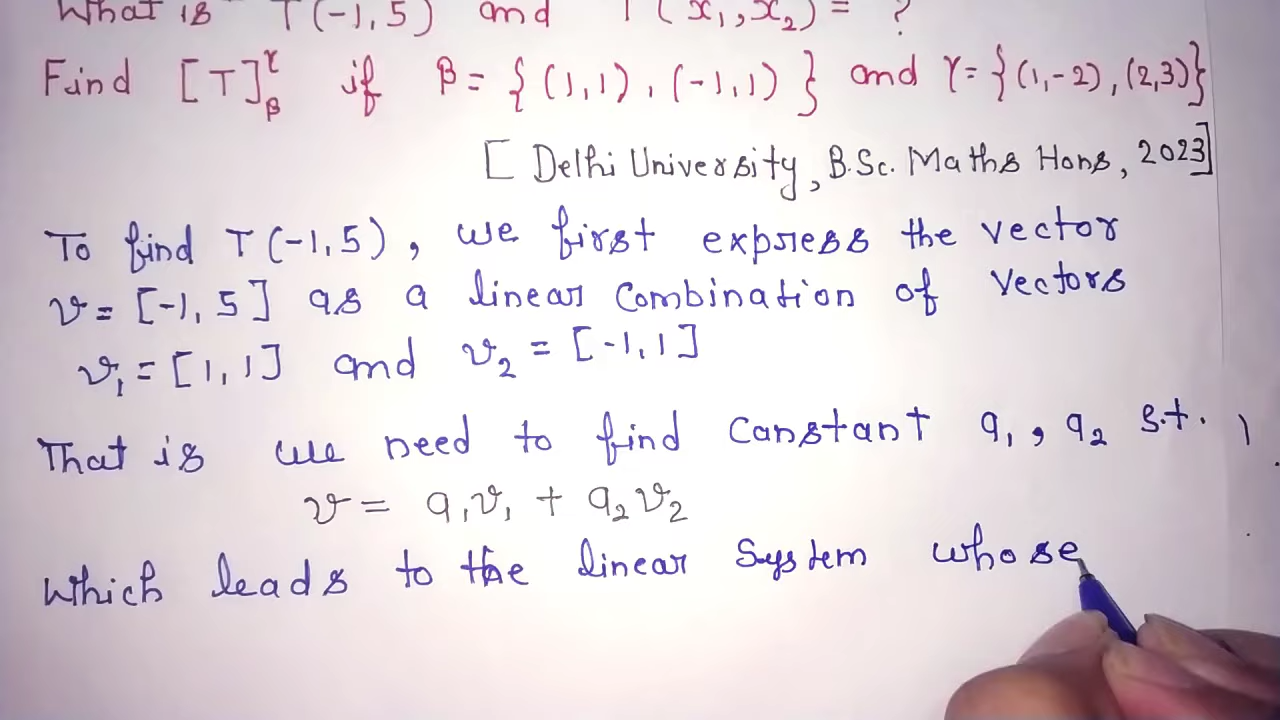 What is T(-1,5) and T(x₁,x₂) = ?
Find [T]ᵞᵦ if β = {(1,1), (-1,1)} and γ = {(1,-2), (2,3)}
[Delhi University, B.Sc. Maths Hons, 2023]
To find T(-1,5), we first express the vector
v = [-1, 5] as a linear combination of vectors
v₁ = [1, 1] and v₂ = [-1, 1]
That is we need to find constant a₁, a₂ s.t.
v = a₁v₁ + a₂v₂
Which leads to the linear system whose